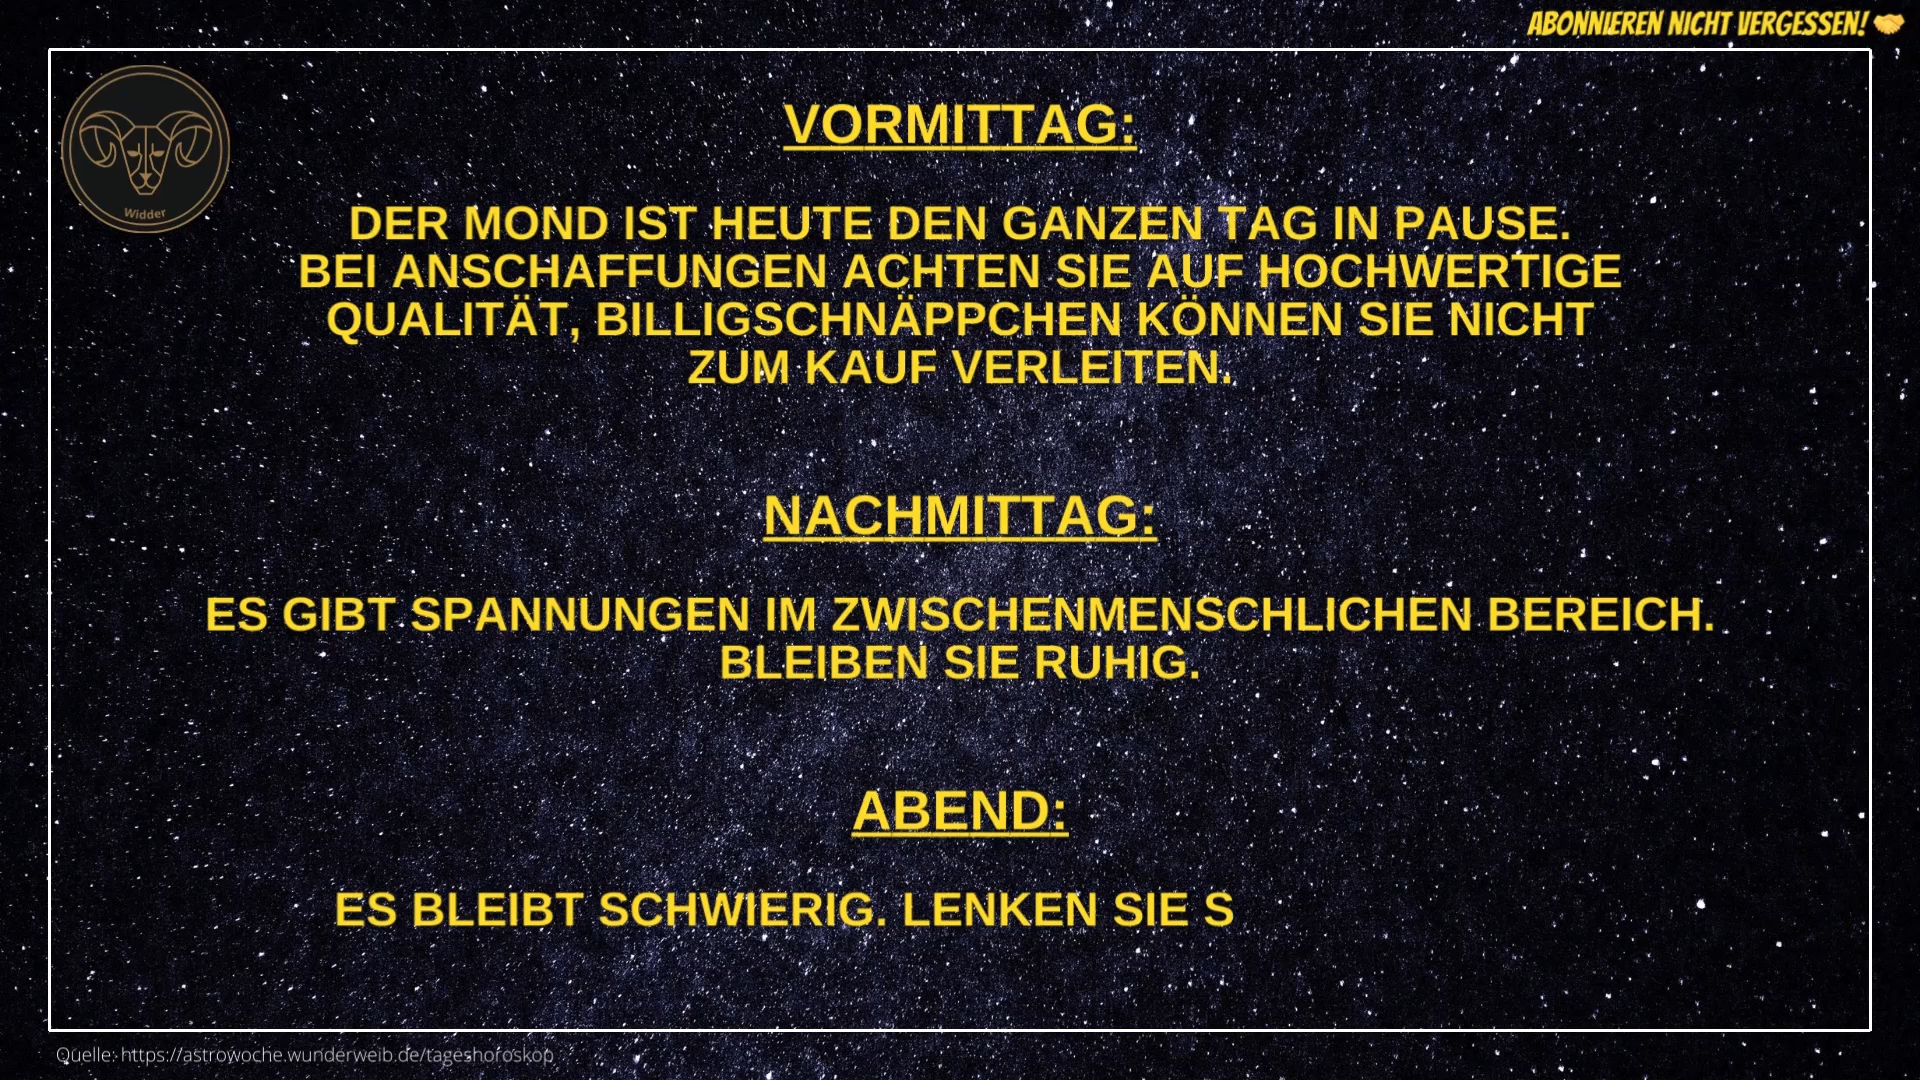 ABONNIEREN NICHT VERGESSEN!
Widder
VORMITTAG:
DER MOND IST HEUTE DEN GANZEN TAG IN PAUSE.
BEI ANSCHAFFUNGEN ACHTEN SIE AUF HOCHWERTIGE
QUALITÄT, BILLIGSCHNÄPPCHEN KÖNNEN SIE NICHT
ZUM KAUF VERLEITEN.
NACHMITTAG:
ES GIBT SPANNUNGEN IM ZWISCHENMENSCHLICHEN BEREICH.
BLEIBEN SIE RUHIG.
ABEND:
ES BLEIBT SCHWIERIG. LENKEN SIE S
Quelle: https://astrowoche.wunderweib.de/tageshoroskop